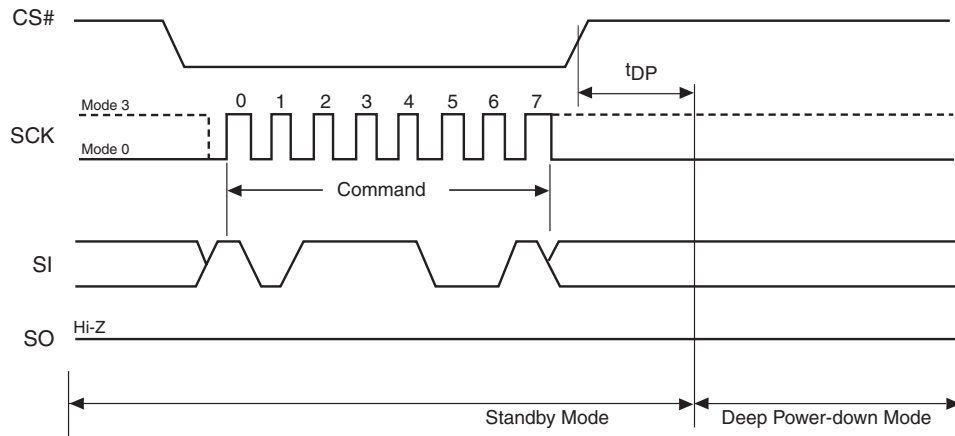 CS#
tDP
Mode 3
0 1 2 3 4 5 6 7
SCK
Mode 0
Command
SI
Hi-Z
SO
Standby Mode
Deep Power-down Mode